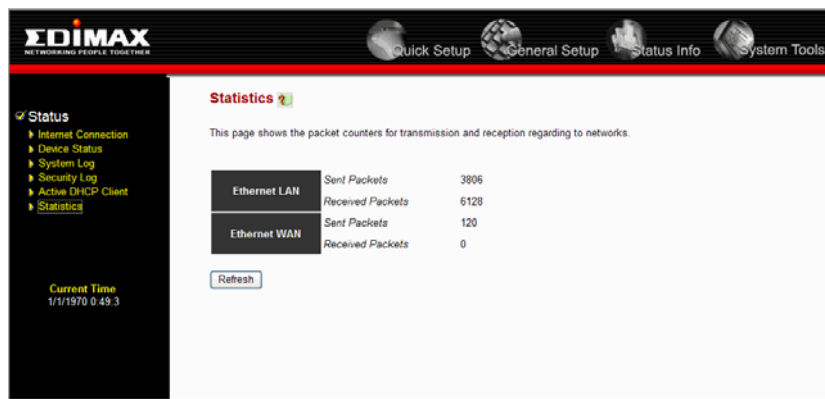 EDIMAX
NETWORKING PEOPLE TOGETHER
Quick Setup
General Setup
Status Info
System Tools
Status
Internet Connection
Device Status
System Log
Security Log
Active DHCP Client
Statistics
Current Time
1/1/1970 0:49:3
Statistics
This page shows the packet counters for transmission and reception regarding to networks.
Ethernet LAN
Sent Packets 3806
Received Packets 6128
Ethernet WAN
Sent Packets 120
Received Packets 0
Refresh